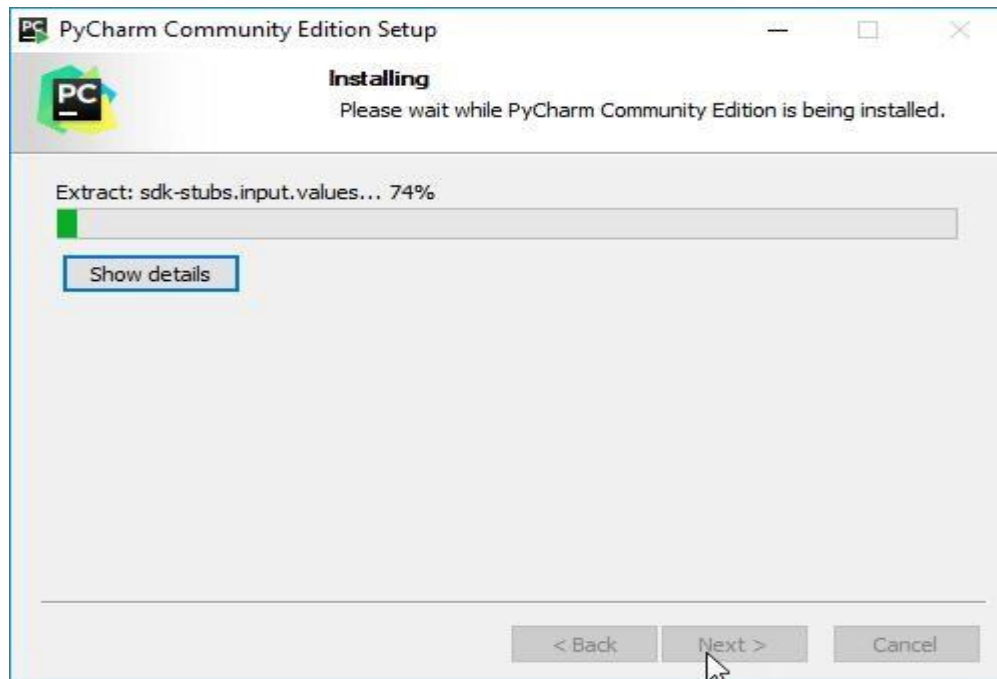 PC PyCharm Community Edition Setup
PC
Installing
Please wait while PyCharm Community Edition is being installed.
Extract: sdk-stubs.input.values... 74%
Show details
< Back Next > Cancel